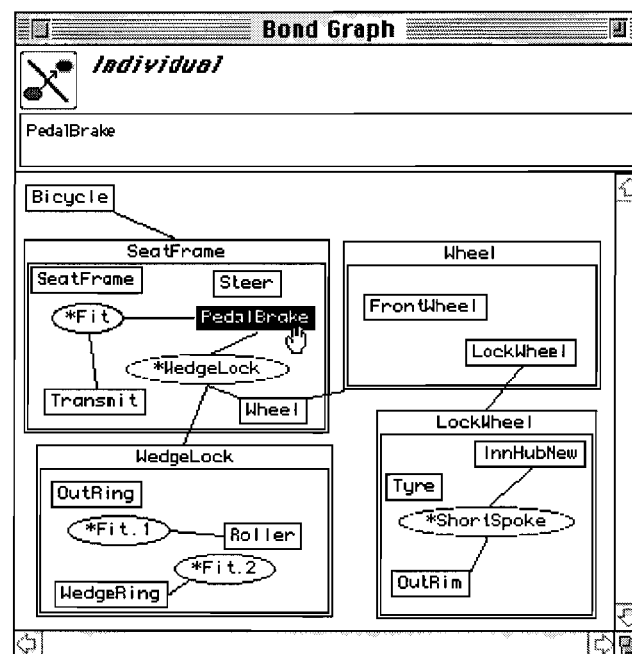 Bond Graph
Individual
PedalBrake
Bicycle
SeatFrame
SeatFrame
Steer
*Fit
PedalBrake
*WedgeLock
Transmit
Wheel
Wheel
FrontWheel
LockWheel
WedgeLock
OutRing
*Fit.1
Roller
*Fit.2
WedgeRing
LockWheel
InnHubNew
Tyre
*ShortSpoke
OutRim